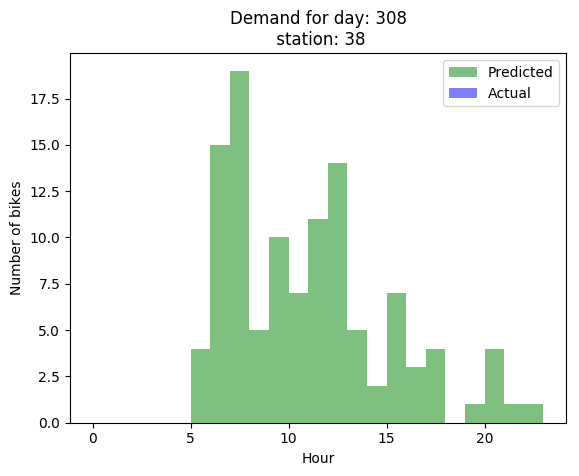 Demand for day: 308
station: 38
Predicted
Actual
17.5
15.0
12.5
10.0
7.5
5.0
2.5
0.0
Number of bikes
0 5 10 15 20
Hour